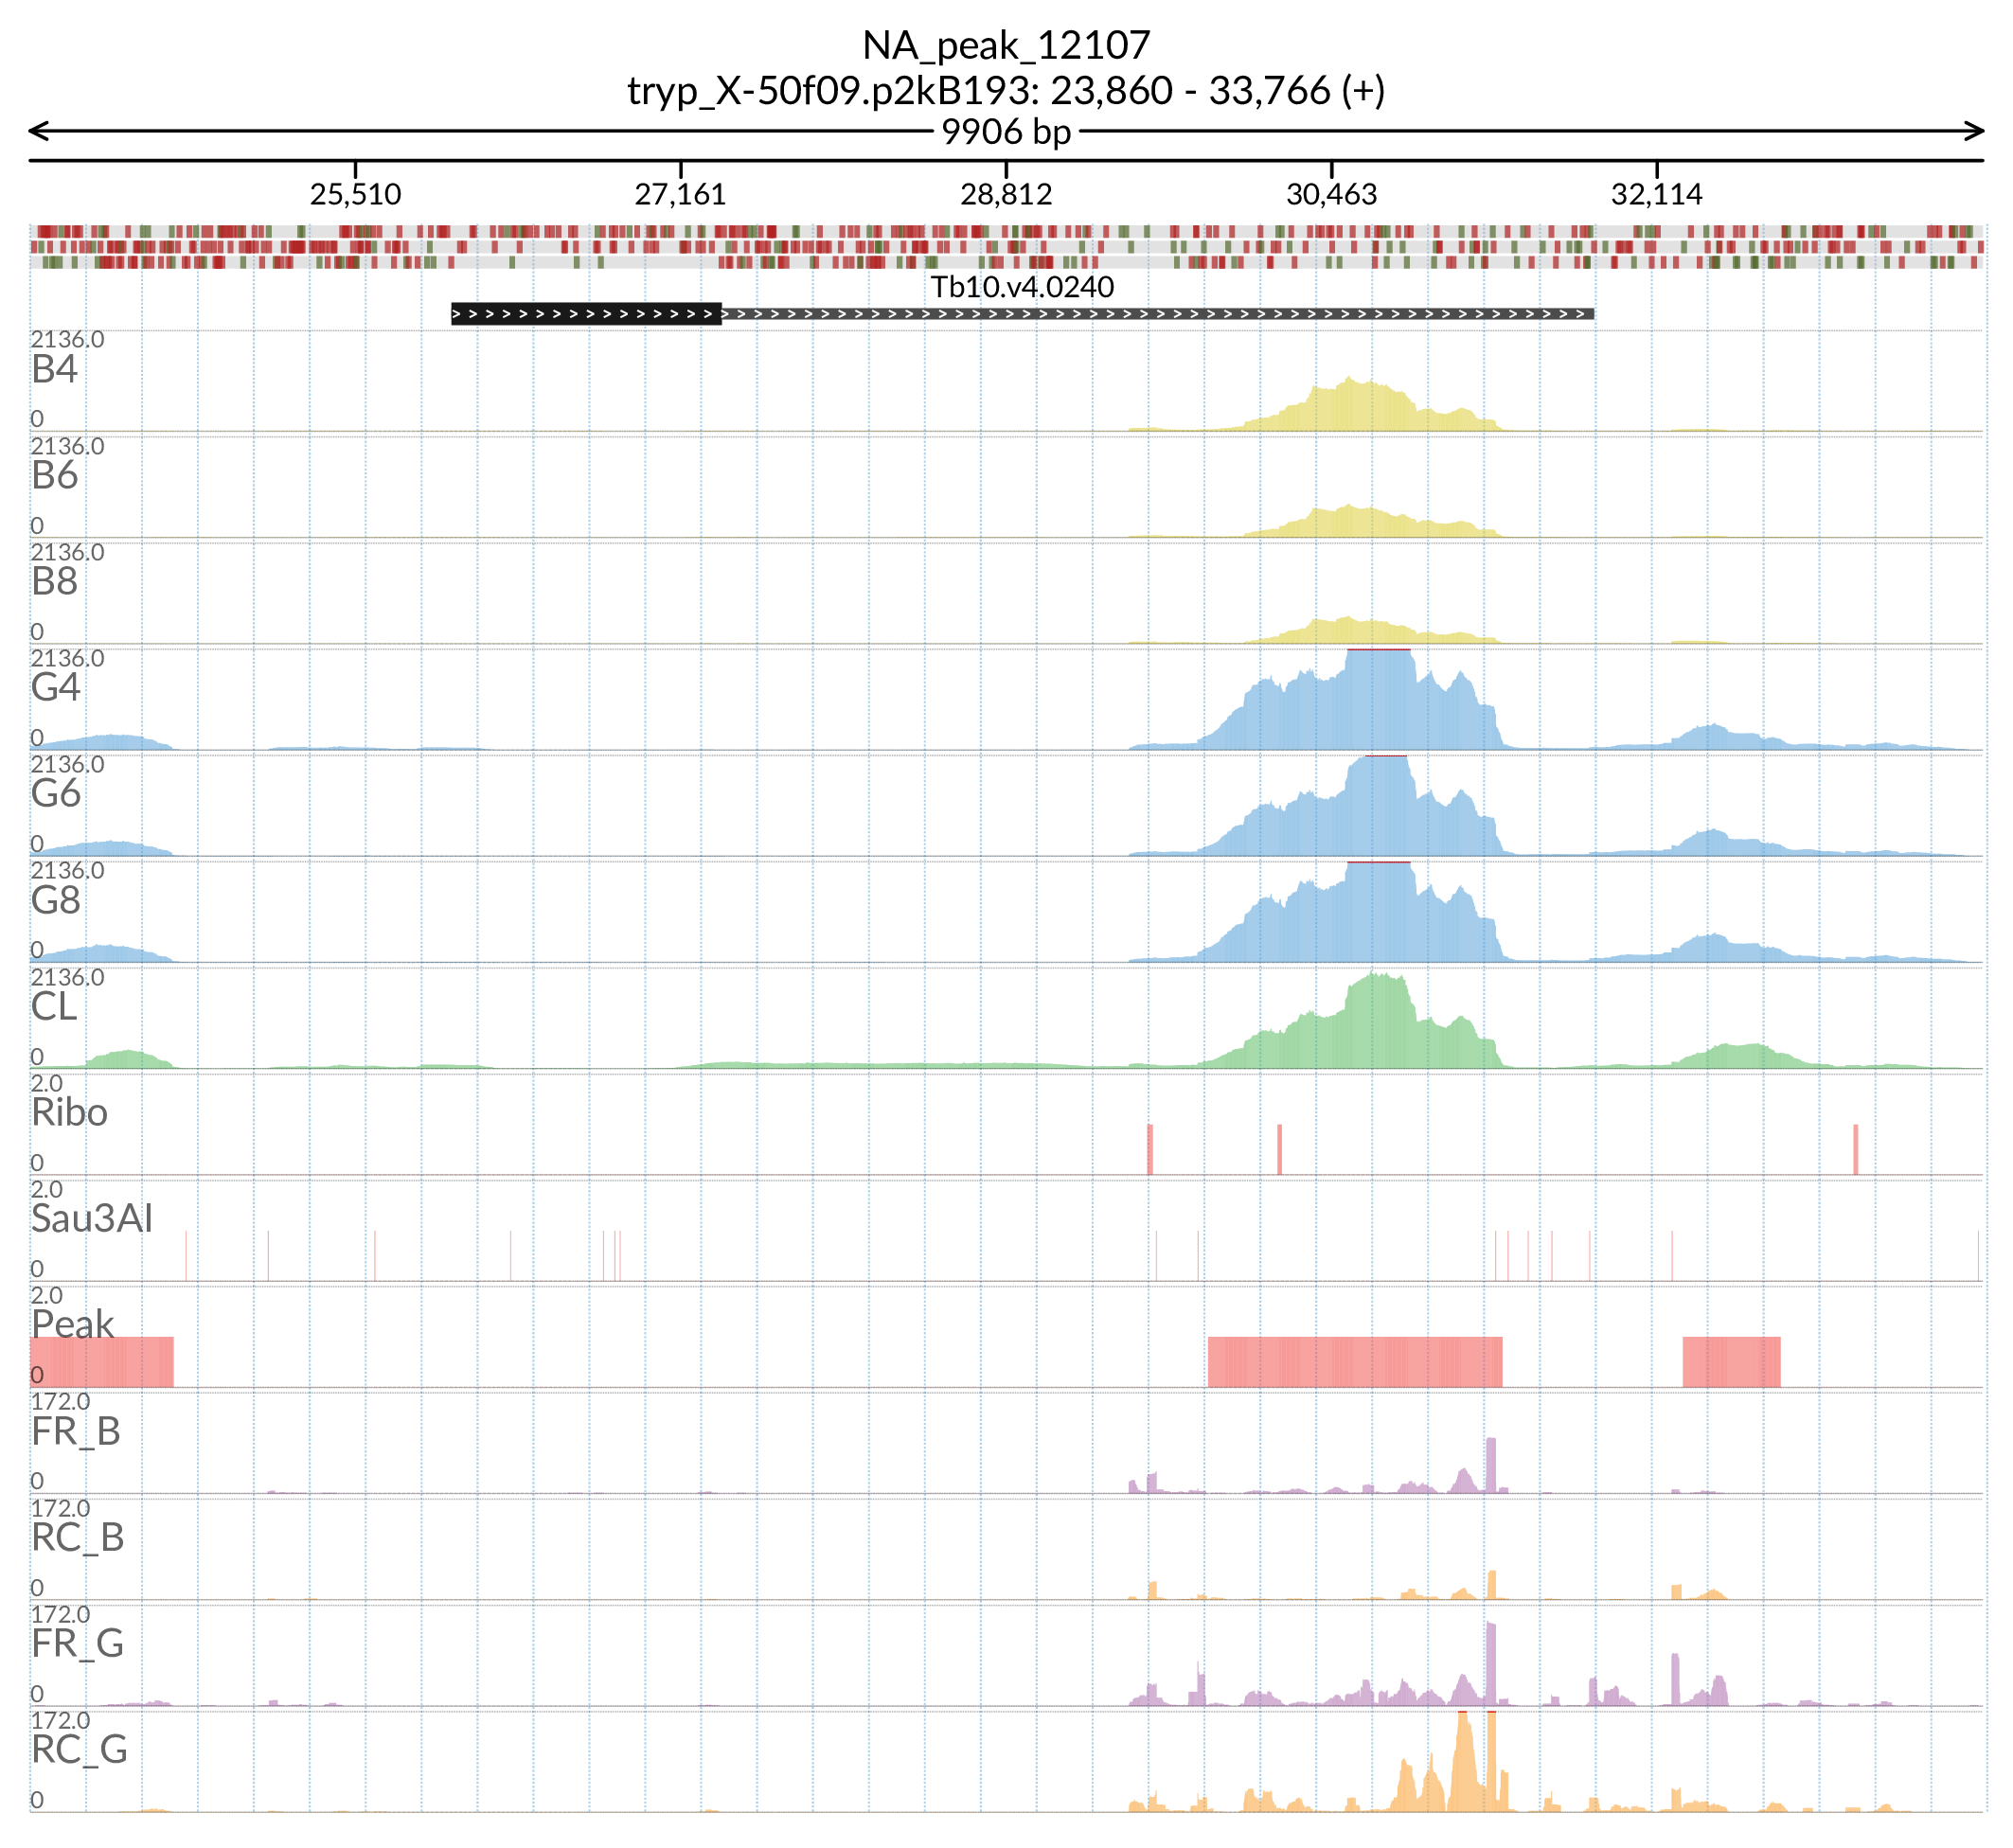 NA_peak_12107
tryp_X-50f09.p2kB193: 23,860 - 33,766 (+)
9906 bp
25,510 27,161 28,812 30,463 32,114
Tb10.v4.0240
2136.0
B4
0
2136.0
B6
0
2136.0
B8
0
2136.0
G4
0
2136.0
G6
0
2136.0
G8
0
2136.0
CL
0
2.0
Ribo
0
2.0
Sau3AI
0
2.0
Peak
0
172.0
FR_B
0
172.0
RC_B
0
172.0
FR_G
0
172.0
RC_G
0